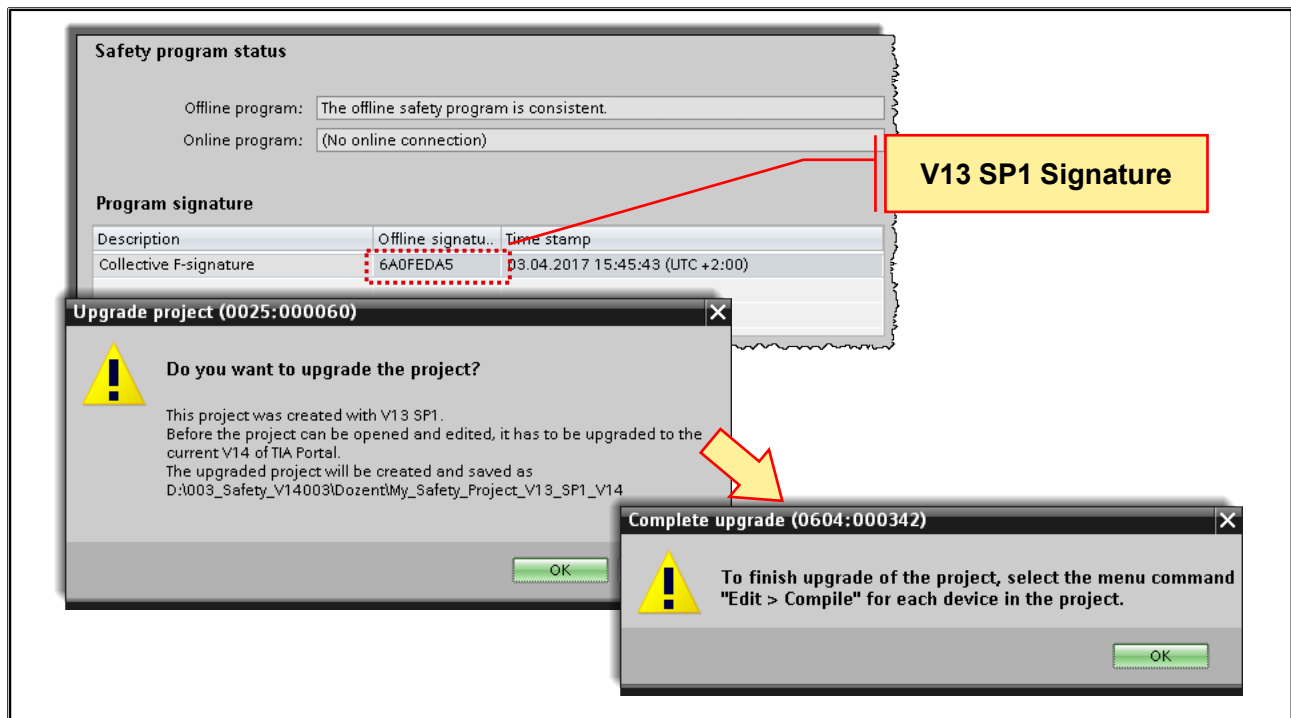 Safety program status
Offline program: The offline safety program is consistent.
Online program: (No online connection)
V13 SP1 Signature
Program signature
Description Offline signatu.. Time stamp
Collective F-signature 6A0FEDA5 03.04.2017 15:45:43 (UTC +2:00)
Upgrade project (0025:000060)
Do you want to upgrade the project?
This project was created with V13 SP1.
Before the project can be opened and edited, it has to be upgraded to the
current V14 of TIA Portal.
The upgraded project will be created and saved as
D:\003_Safety_V14003\Dozent\My_Safety_Project_V13_SP1_V14
OK
Complete upgrade (0604:000342)
To finish upgrade of the project, select the menu command
"Edit > Compile" for each device in the project.
OK